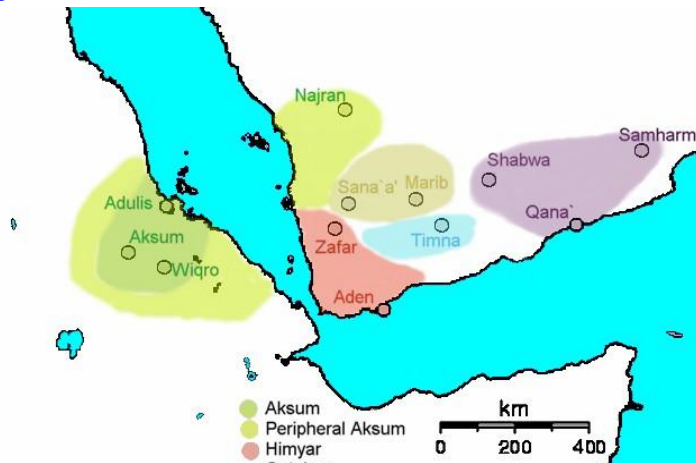 Najran
Samharm
Shabwa
Sana`a' Marib
Adulis
Qana`
Aksum
Zafar
Timna
Wiqro
Aden
Aksum
Peripheral Aksum
Himyar
km
0 200 400